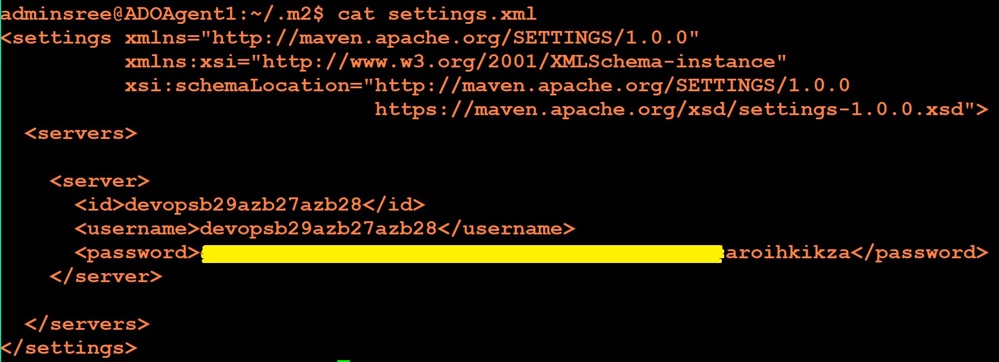 adminsree@ADOAgent1:~/.m2$ cat settings.xml
<settings xmlns="http://maven.apache.org/SETTINGS/1.0.0"
xmlns:xsi="http://www.w3.org/2001/XMLSchema-instance"
xsi:schemaLocation="http://maven.apache.org/SETTINGS/1.0.0
https://maven.apache.org/xsd/settings-1.0.0.xsd">
<servers>
<server>
<id>devopsb29azb27azb28</id>
<username>devopsb29azb27azb28</username>
<password>aroihkikza</password>
</server>
</servers>
</settings>